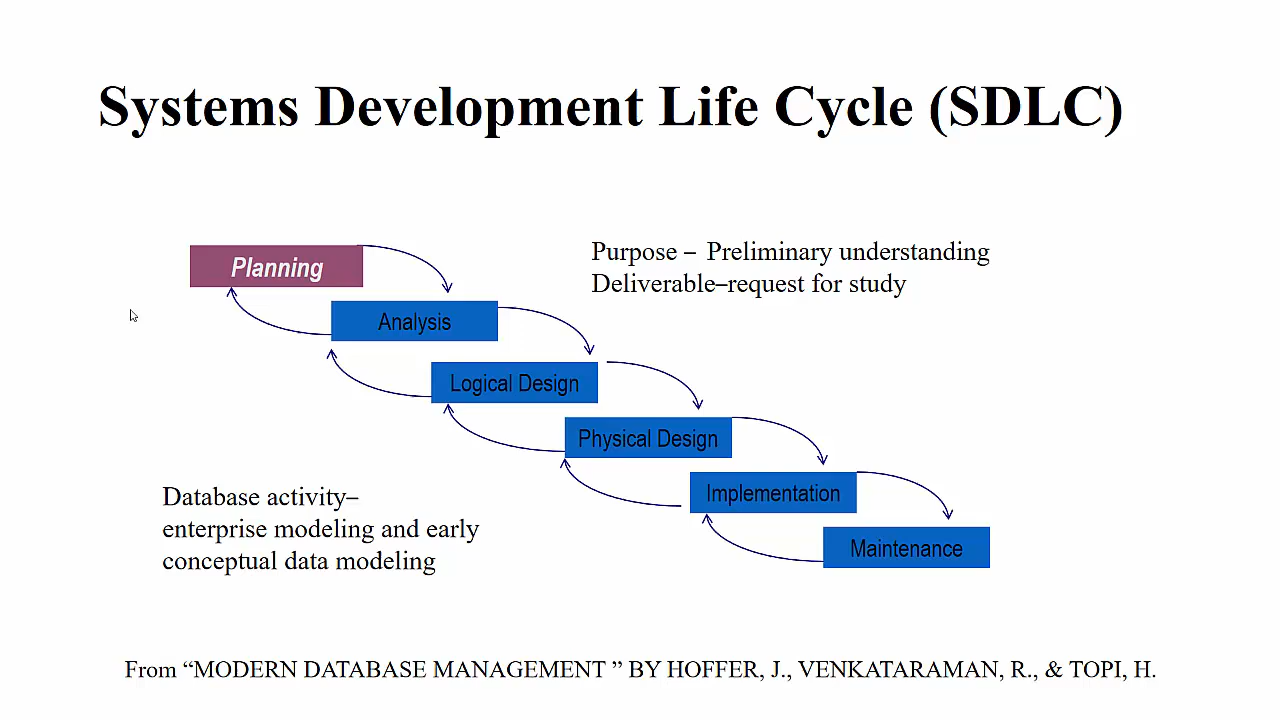 Systems Development Life Cycle (SDLC)
Planning
Purpose – Preliminary understanding
Deliverable–request for study
Analysis
Logical Design
Physical Design
Implementation
Maintenance
Database activity–
enterprise modeling and early
conceptual data modeling
From “MODERN DATABASE MANAGEMENT ” BY HOFFER, J., VENKATARAMAN, R., & TOPI, H.